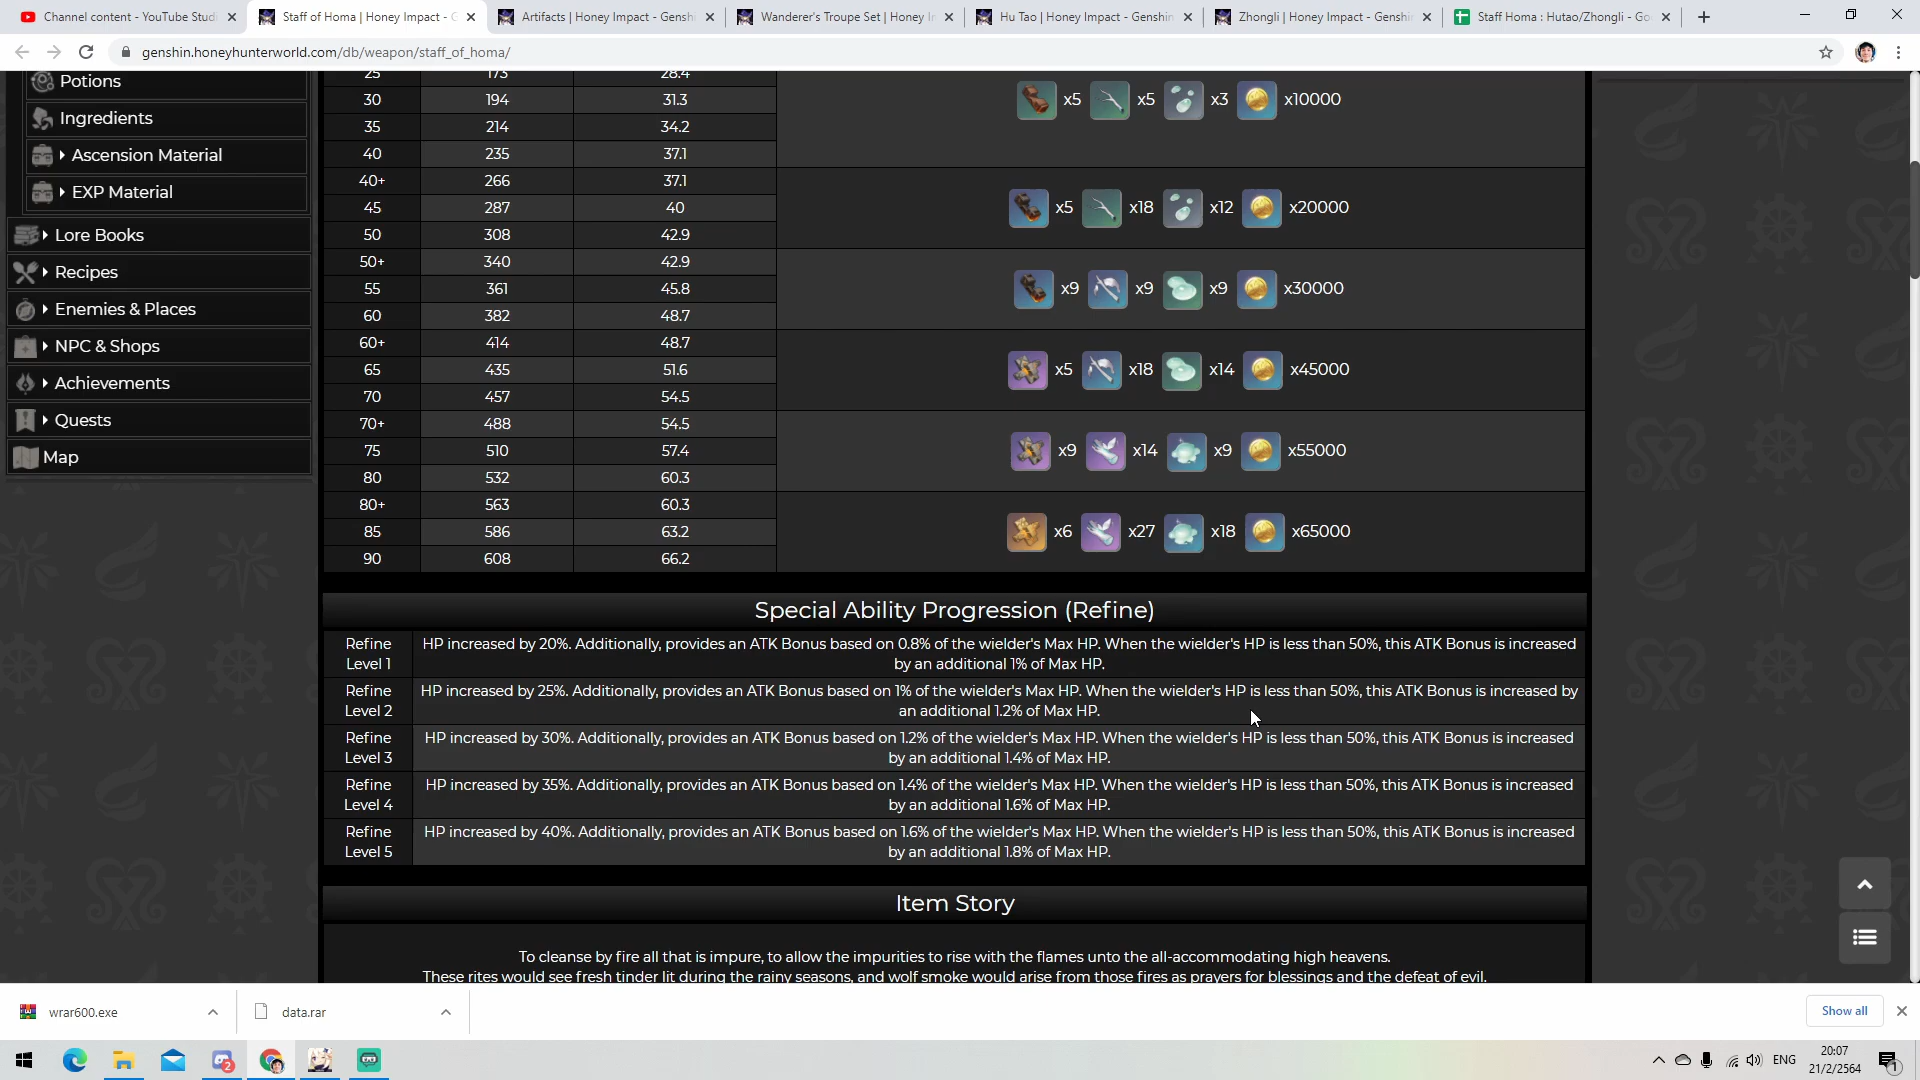 Channel content - YouTube Studi
Staff of Homa | Honey Impact - G
Artifacts | Honey Impact - Gensh
Wanderer's Troupe Set | Honey I
Hu Tao | Honey Impact - Genshin
Zhongli | Honey Impact - Genshi
Staff Homa : Hutao/Zhongli - Go
genshin.honeyhunterworld.com/db/weapon/staff_of_homa/
Potions
Ingredients
Ascension Material
EXP Material
Lore Books
Recipes
Enemies & Places
NPC & Shops
Achievements
Quests
Map
25 173 28.4
30 194 31.3
x5 x5 x3 x10000
35 214 34.2
40 235 37.1
40+ 266 37.1
45 287 40
x5 x18 x12 x20000
50 308 42.9
50+ 340 42.9
55 361 45.8
x9 x9 x9 x30000
60 382 48.7
60+ 414 48.7
65 435 51.6
x5 x18 x14 x45000
70 457 54.5
70+ 488 54.5
75 510 57.4
x9 x14 x9 x55000
80 532 60.3
80+ 563 60.3
85 586 63.2
x6 x27 x18 x65000
90 608 66.2
Special Ability Progression (Refine)
Refine
Level 1
HP increased by 20%. Additionally, provides an ATK Bonus based on 0.8% of the wielder's Max HP. When the wielder's HP is less than 50%, this ATK Bonus is increased
by an additional 1% of Max HP.
Refine
Level 2
HP increased by 25%. Additionally, provides an ATK Bonus based on 1% of the wielder's Max HP. When the wielder's HP is less than 50%, this ATK Bonus is increased by
an additional 1.2% of Max HP.
Refine
Level 3
HP increased by 30%. Additionally, provides an ATK Bonus based on 1.2% of the wielder's Max HP. When the wielder's HP is less than 50%, this ATK Bonus is increased
by an additional 1.4% of Max HP.
Refine
Level 4
HP increased by 35%. Additionally, provides an ATK Bonus based on 1.4% of the wielder's Max HP. When the wielder's HP is less than 50%, this ATK Bonus is increased
by an additional 1.6% of Max HP.
Refine
Level 5
HP increased by 40%. Additionally, provides an ATK Bonus based on 1.6% of the wielder's Max HP. When the wielder's HP is less than 50%, this ATK Bonus is increased
by an additional 1.8% of Max HP.
Item Story
To cleanse by fire all that is impure, to allow the impurities to rise with the flames unto the all-accommodating high heavens.
These rites would see fresh tinder lit during the rainy seasons, and wolf smoke would arise from those fires as prayers for blessings and the defeat of evil.
wrar600.exe
data.rar
Show all
2
ENG
20:07
21/2/2564
1